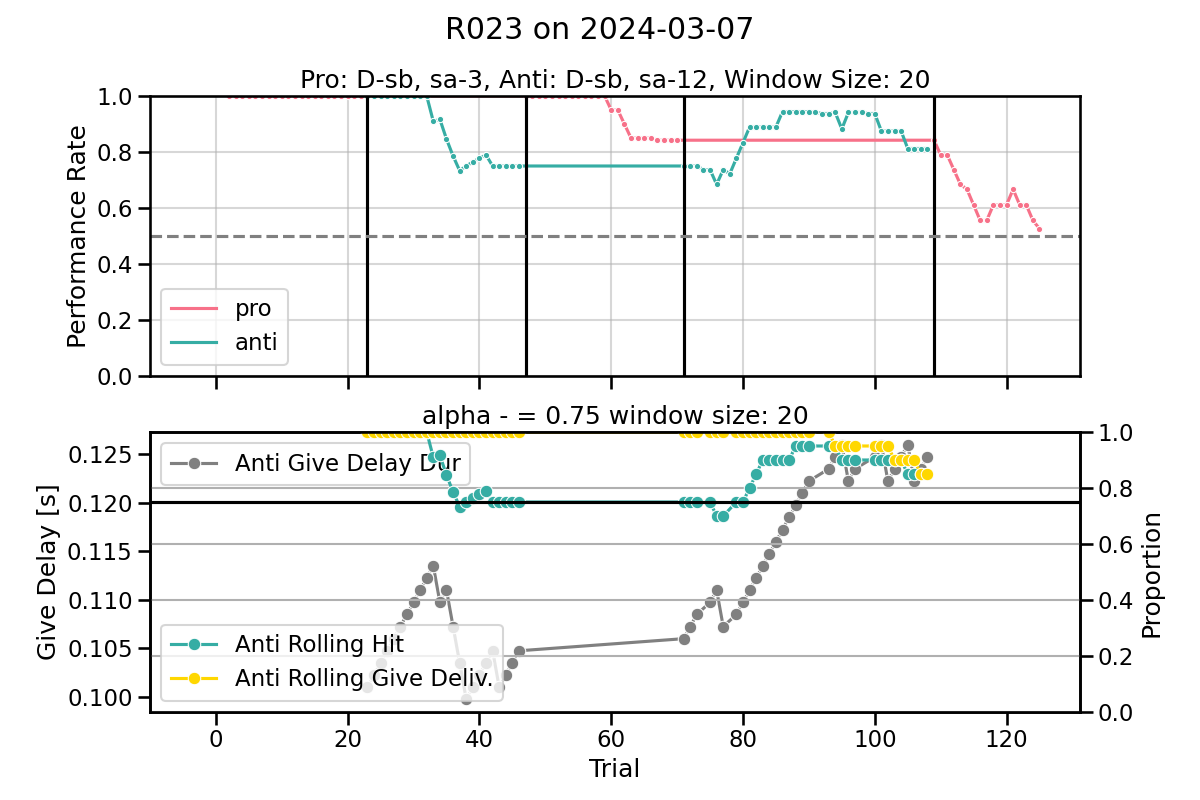 R023 on 2024-03-07
Pro: D-sb, sa-3, Anti: D-sb, sa-12, Window Size: 20
1.0
0.8
0.6
0.4
0.2
0.0
Performance Rate
pro
anti
alpha - = 0.75 window size: 20
0.125
0.120
0.115
0.110
0.105
0.100
Give Delay [s]
Anti Give Delay Dur
Anti Rolling Hit
Anti Rolling Give Deliv.
1.0
0.8
0.6
0.4
0.2
0.0
Proportion
0 20 40 60 80 100 120
Trial